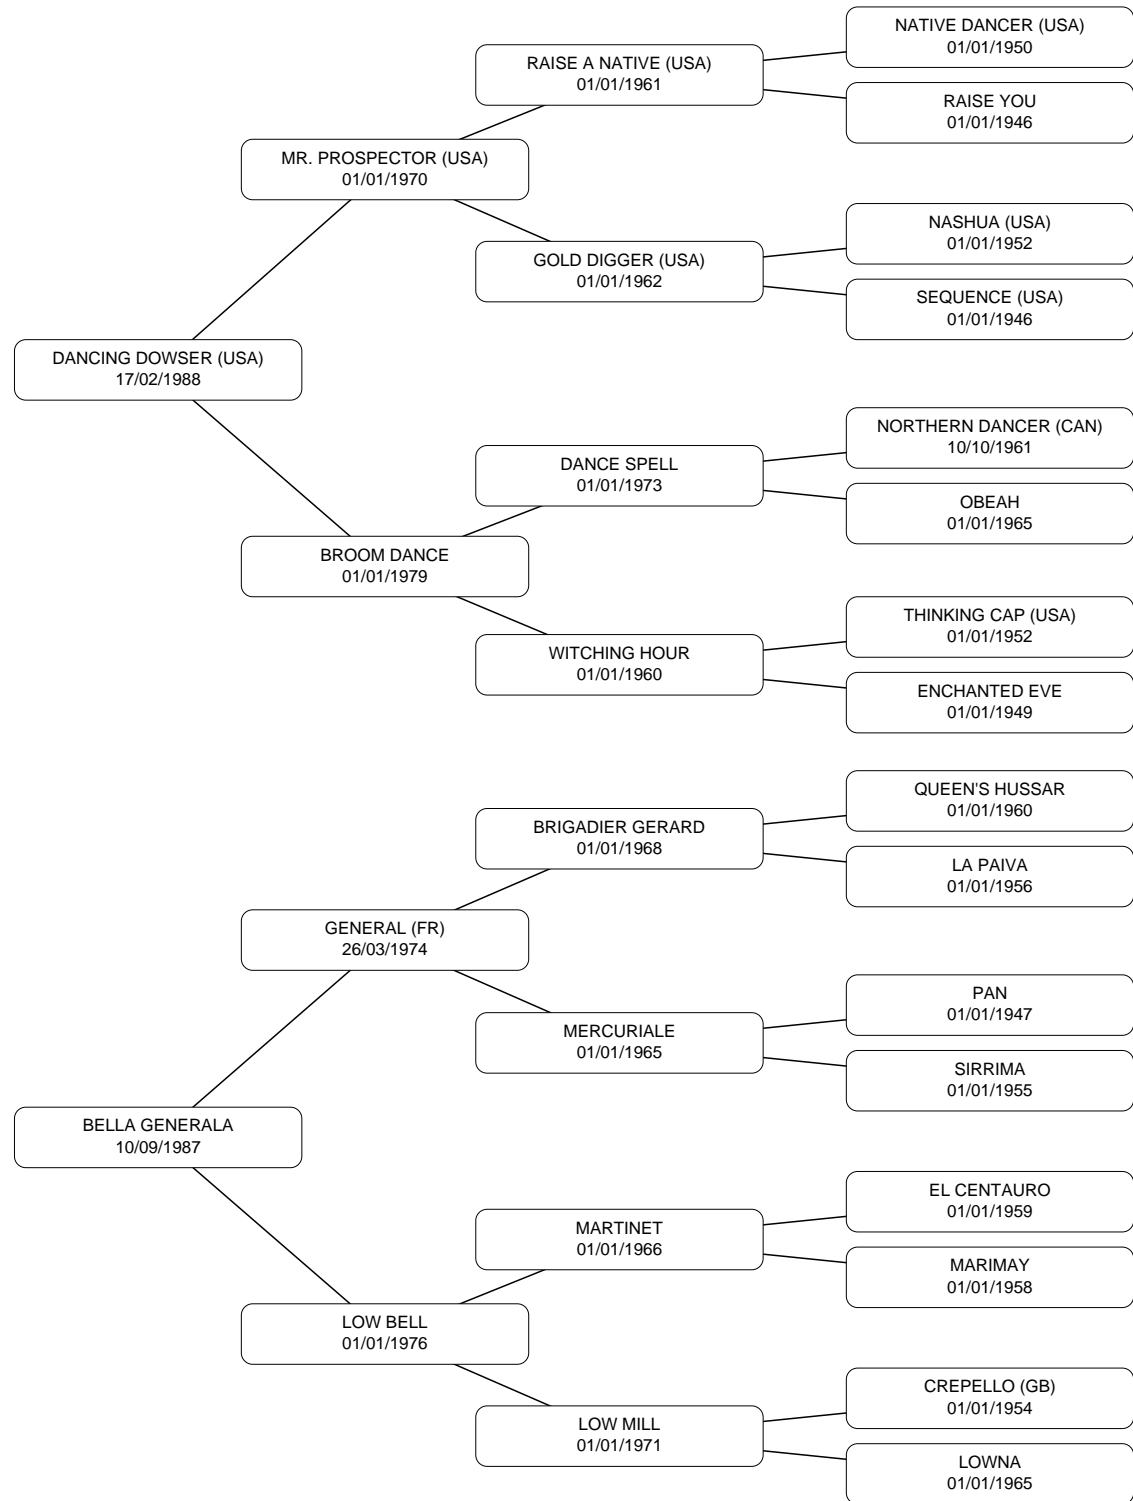 NATIVE DANCER (USA)
01/01/1950
RAISE A NATIVE (USA)
01/01/1961
RAISE YOU
01/01/1946
MR. PROSPECTOR (USA)
01/01/1970
NASHUA (USA)
01/01/1952
GOLD DIGGER (USA)
01/01/1962
SEQUENCE (USA)
01/01/1946
DANCING DOWSER (USA)
17/02/1988
NORTHERN DANCER (CAN)
10/10/1961
DANCE SPELL
01/01/1973
OBEAH
01/01/1965
BROOM DANCE
01/01/1979
THINKING CAP (USA)
01/01/1952
WITCHING HOUR
01/01/1960
ENCHANTED EVE
01/01/1949
QUEEN'S HUSSAR
01/01/1960
BRIGADIER GERARD
01/01/1968
LA PAIVA
01/01/1956
GENERAL (FR)
26/03/1974
PAN
01/01/1947
MERCURIALE
01/01/1965
SIRRIMA
01/01/1955
BELLA GENERALA
10/09/1987
EL CENTAURO
01/01/1959
MARTINET
01/01/1966
MARIMAY
01/01/1958
LOW BELL
01/01/1976
CREPELLO (GB)
01/01/1954
LOW MILL
01/01/1971
LOWNA
01/01/1965